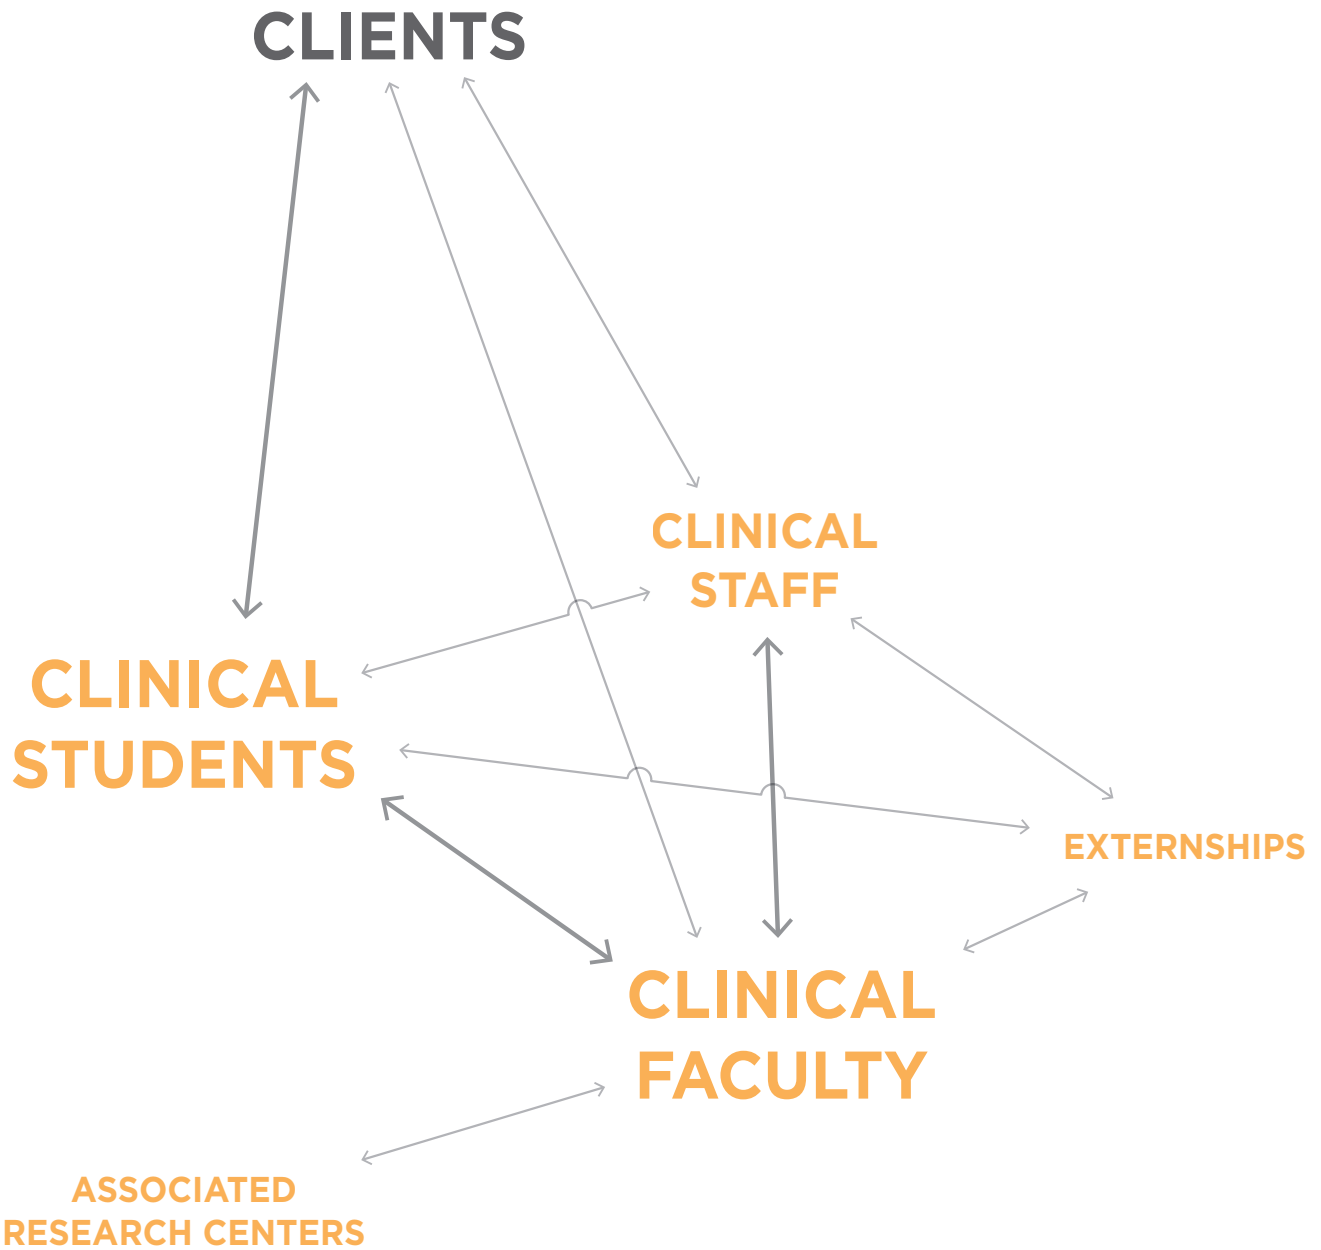 CLIENTS
CLINICAL
STAFF
CLINICAL
STUDENTS
EXTERNSHIPS
CLINICAL
FACULTY
ASSOCIATED
RESEARCH CENTERS